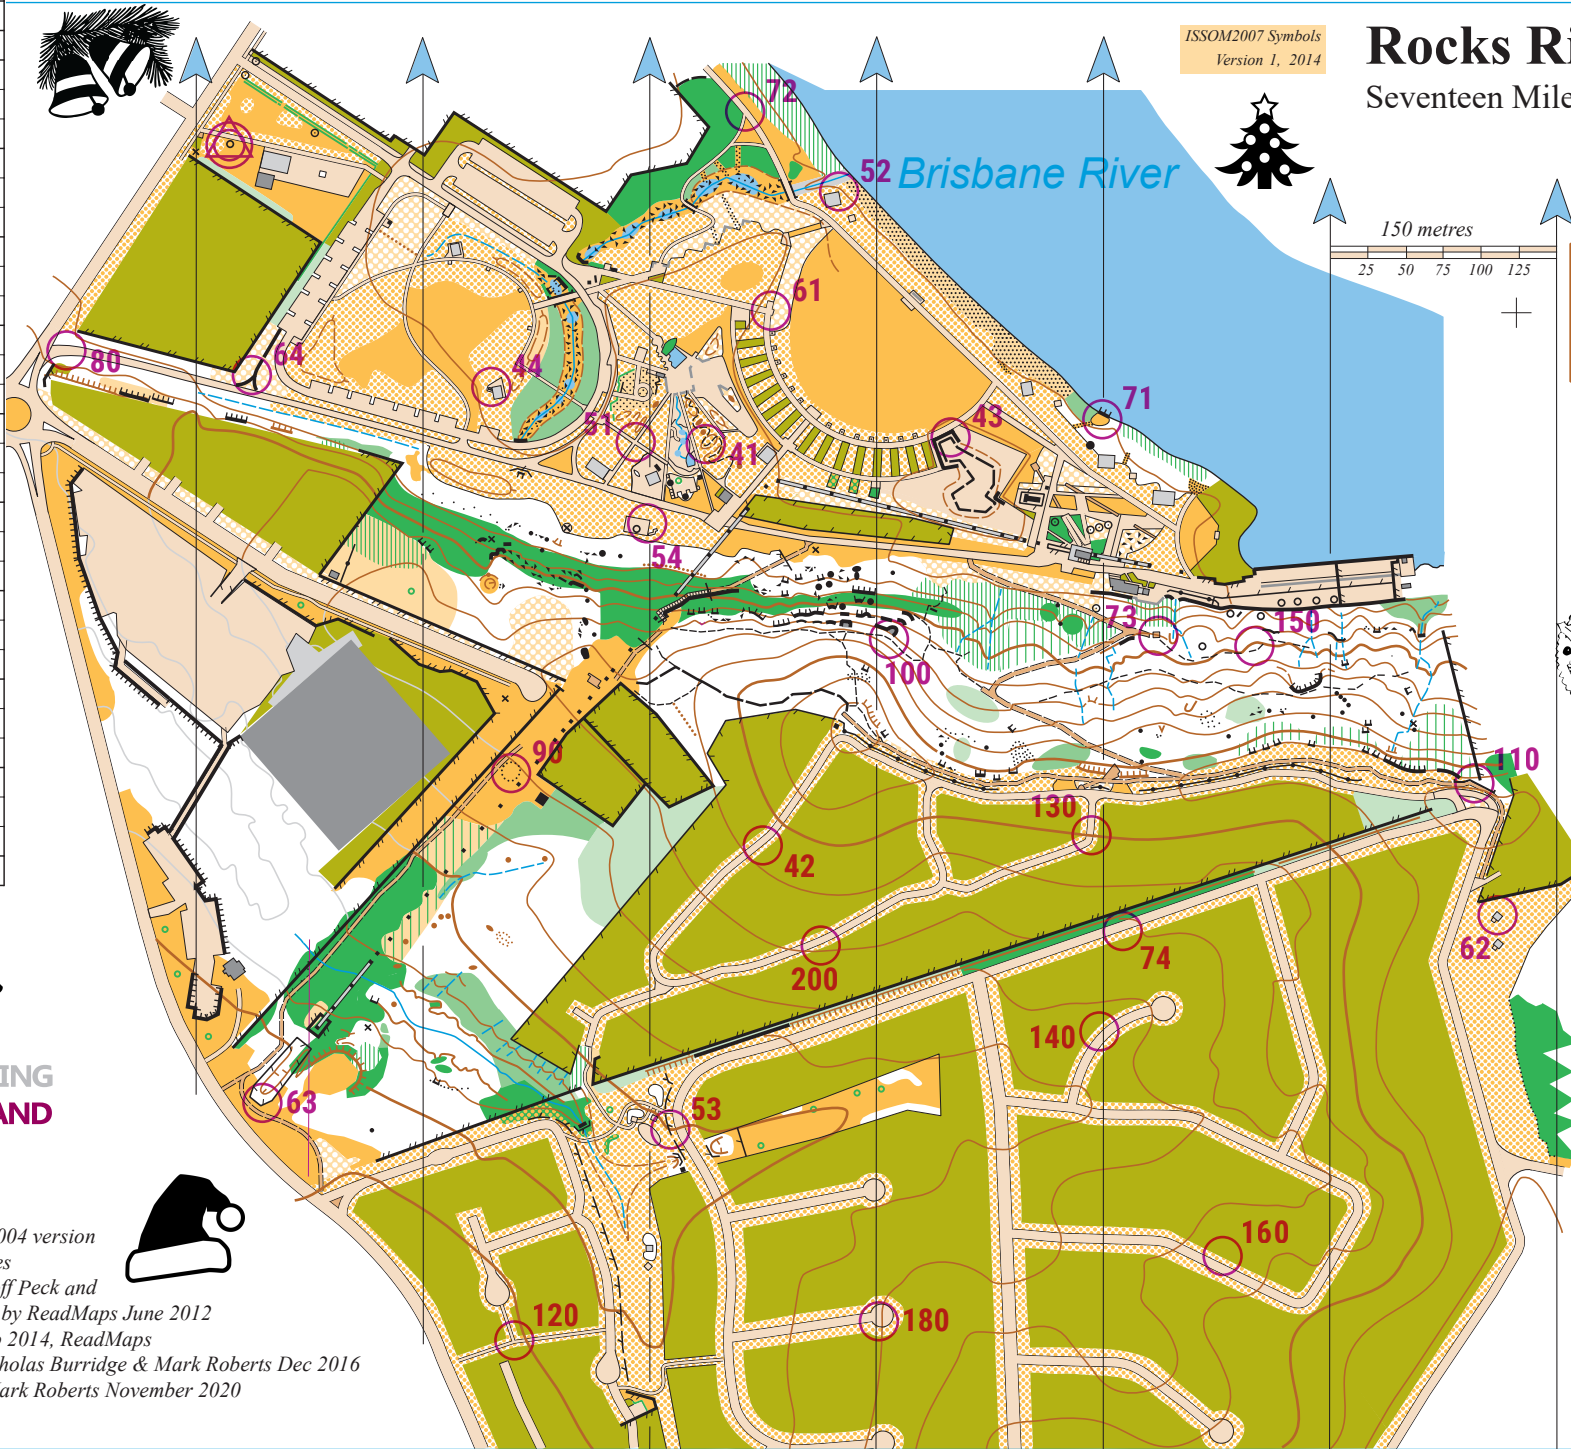 ISSOM2007 Symbols
Version 1, 2014
Rocks Ri
Seventeen Mile
Brisbane River
150 metres
25 50 75 100 125
72
52
61
80
64
44
51
41
43
71
54
73
150
100
90
110
130
42
200
74
62
140
63
53
160
120
180
ING
AND
004 version
es
ff Peck and
by ReadMaps June 2012
2014, ReadMaps
holas Burridge & Mark Roberts Dec 2016
Mark Roberts November 2020